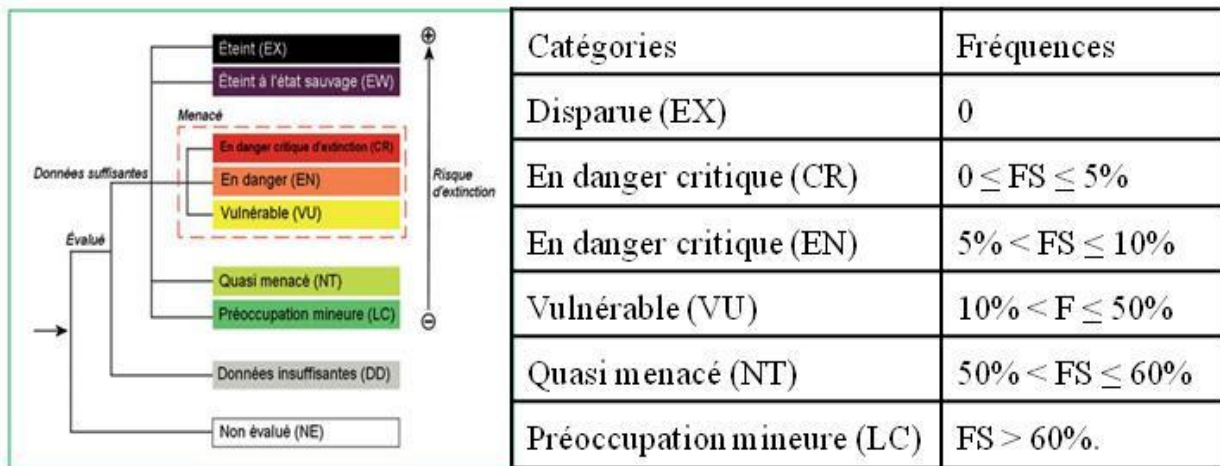 Éteint (EX)
Éteint à l'état sauvage (EW)
Menacé
En danger critique d'extinction (CR)
Données suffisantes
En danger (EN)
Risque
d'extinction
Vulnérable (VU)
Évalué
Quasi menacé (NT)
Préoccupation mineure (LC)
Données insuffisantes (DD)
Non évalué (NE)
Catégories Fréquences
Disparue (EX) 0
En danger critique (CR) 0 ≤ FS ≤ 5%
En danger critique (EN) 5% < FS ≤ 10%
Vulnérable (VU) 10% < F ≤ 50%
Quasi menacé (NT) 50% < FS ≤ 60%
Préoccupation mineure (LC) FS > 60%.